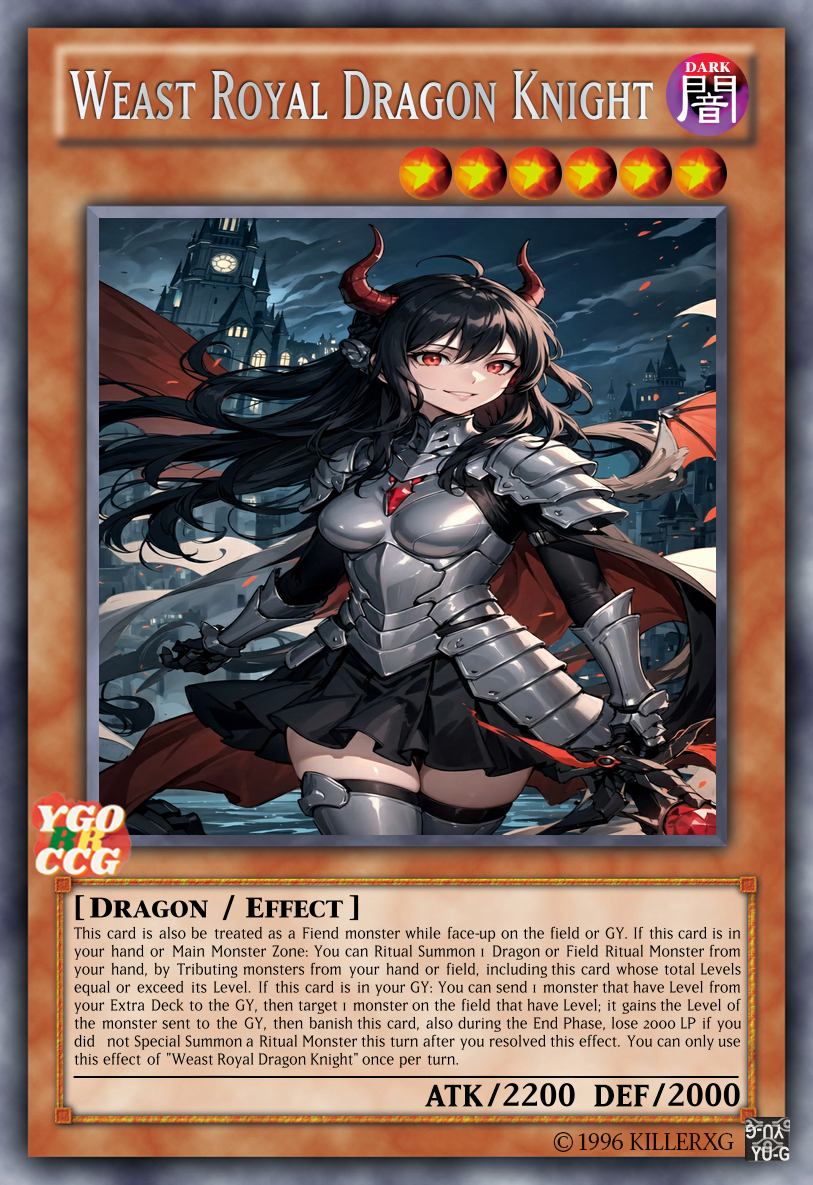 WEAST ROYAL DRAGON KNIGHT
DARK
闇
YGO
BR
CCG
[ DRAGON / EFFECT ]
This card is also be treated as a Fiend monster while face-up on the field or GY. If this card is in
your hand or Main Monster Zone: You can Ritual Summon 1 Dragon or Field Ritual Monster from
your hand, by Tributing monsters from your hand or field, including this card whose total Levels
equal or exceed its Level. If this card is in your GY: You can send 1 monster that have Level from
your Extra Deck to the GY, then target 1 monster on the field that have Level; it gains the Level of
the monster sent to the GY, then banish this card, also during the End Phase, lose 2000 LP if you
did not Special Summon a Ritual Monster this turn after you resolved this effect. You can only use
this effect of "Weast Royal Dragon Knight" once per turn.
ATK/2200 DEF/2000
© 1996 KILLERXG
YU-G
YU-G